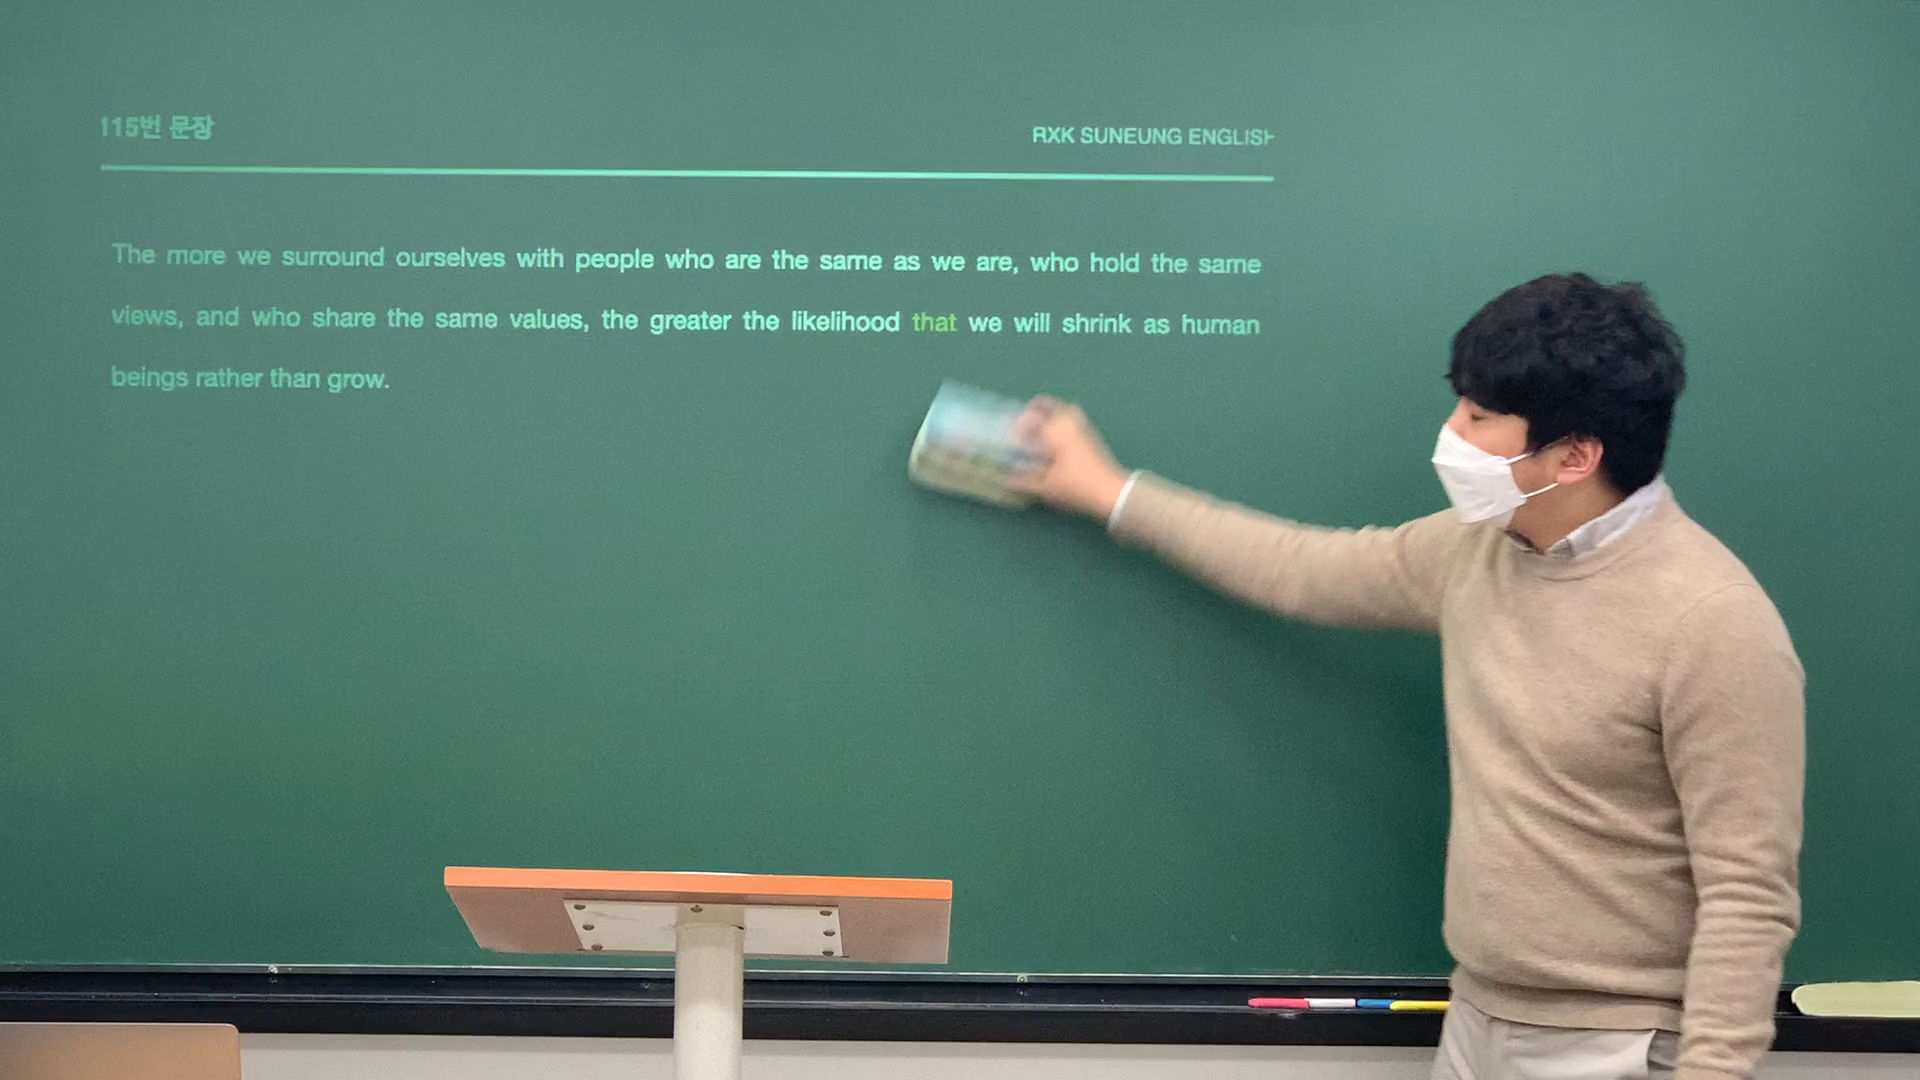 115번 문장
RXK SUNEUNG ENGLISH
The more we surround ourselves with people who are the same as we are, who hold the same
views, and who share the same values, the greater the likelihood that we will shrink as human
beings rather than grow.